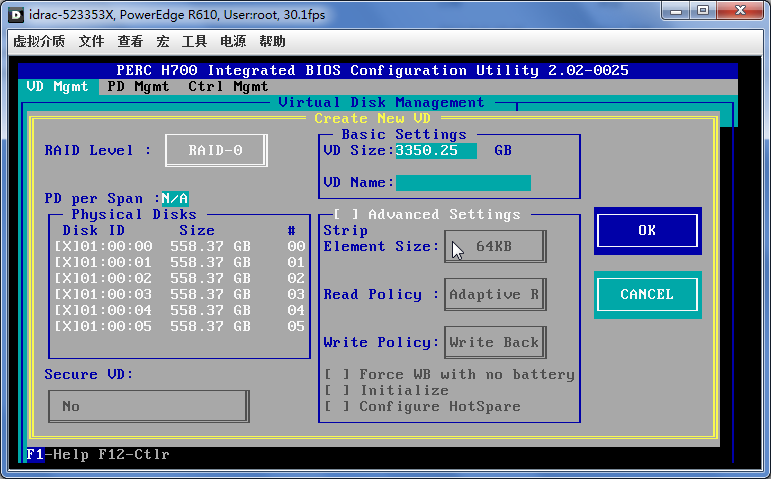 idrac-523353X, PowerEdge R610, User:root, 30.1fps
虚拟介质 文件 查看 宏 工具 电源 帮助
PERC H700 Integrated BIOS Configuration Utility 2.02-0025
VD Mgmt PD Mgmt Ctrl Mgmt
Virtual Disk Management
Create New VD
RAID Level : RAID-0
Basic Settings
VD Size:3350.25 GB
VD Name:
PD per Span :N/A
Physical Disks
Disk ID Size #
[X]01:00:00 558.37 GB 00
[X]01:00:01 558.37 GB 01
[X]01:00:02 558.37 GB 02
[X]01:00:03 558.37 GB 03
[X]01:00:04 558.37 GB 04
[X]01:00:05 558.37 GB 05
Secure VD:
No
[ ] Advanced Settings
Strip
Element Size: 64KB
Read Policy : Adaptive R
Write Policy: Write Back
[ ] Force WB with no battery
[ ] Initialize
[ ] Configure HotSpare
OK
CANCEL
F1-Help F12-Ctlr